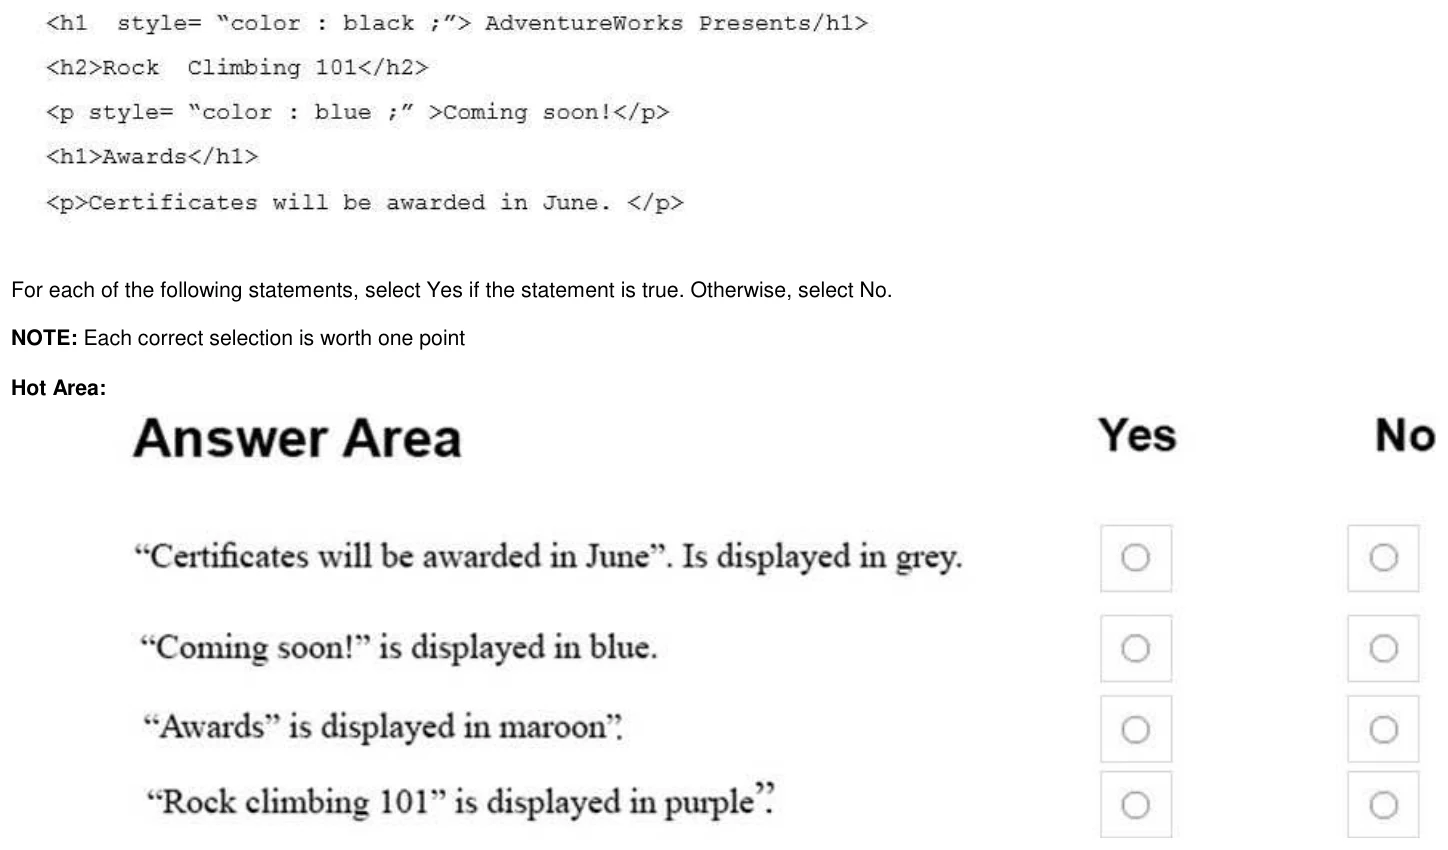 <h1  style= “color : black ;”> AdventureWorks Presents/h1>
<h2>Rock  Climbing 101</h2>
<p style= “color : blue ;” >Coming soon!</p>
<h1>Awards</h1>
<p>Certificates will be awarded in June. </p>
For each of the following statements, select Yes if the statement is true. Otherwise, select No.
NOTE: Each correct selection is worth one point
Hot Area:
Answer Area Yes No
“Certificates will be awarded in June”. Is displayed in grey.
“Coming soon!” is displayed in blue.
“Awards” is displayed in maroon”.
“Rock climbing 101” is displayed in purple”.